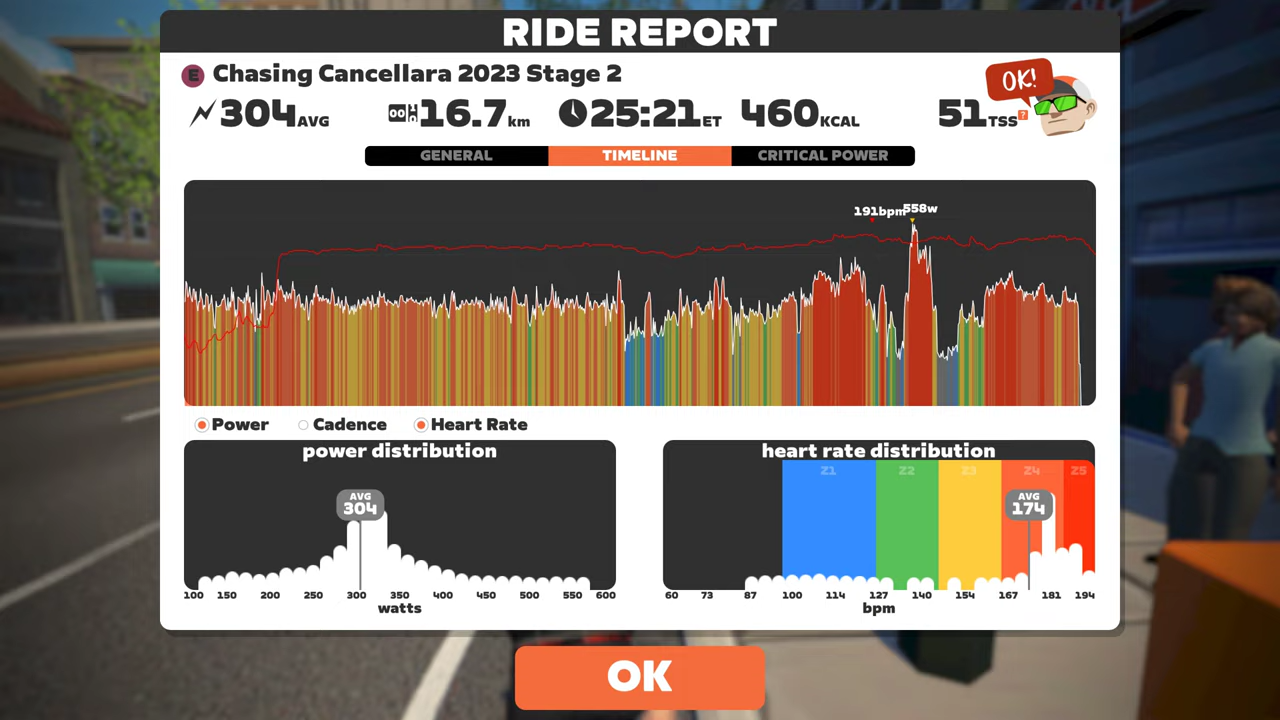 RIDE REPORT
E Chasing Cancellara 2023 Stage 2
OK!
304AVG 16.7km 25:21ET 460KCAL 51TSS?
GENERAL TIMELINE CRITICAL POWER
191bpm 558w
Power Cadence Heart Rate
power distribution
AVG
304
100 150 200 250 300 350 400 450 500 550 600
watts
heart rate distribution
Z1 Z2 Z3 Z4 Z5
AVG
174
60 73 87 100 114 127 140 154 167 181 194
bpm
OK